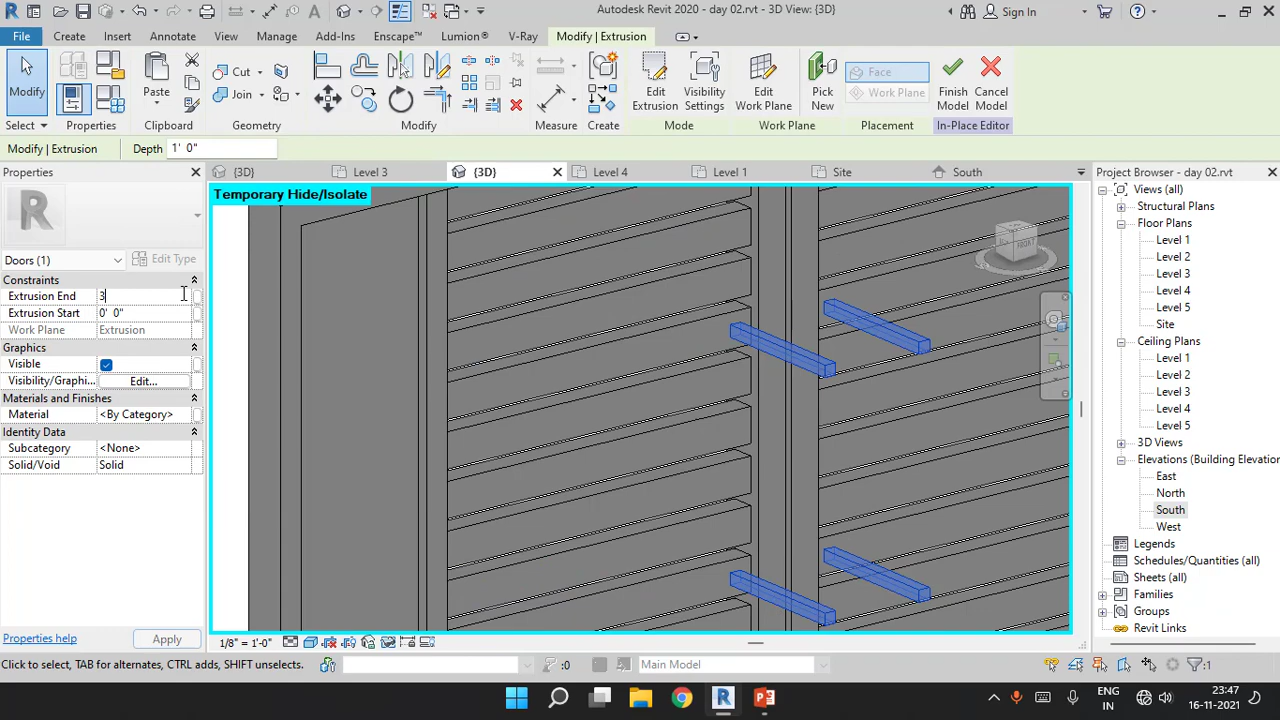 Autodesk Revit 2020 - day 02.rvt - 3D View: {3D}
Sign In
File Create Insert Annotate View Manage Add-Ins Enscape™ Lumion® V-Ray Modify | Extrusion
Modify
Paste
Cut
Join
Edit Extrusion
Visibility Settings
Edit Work Plane
Pick New
Face
Work Plane
Finish Model
Cancel Model
Select Properties Clipboard Geometry Modify Measure Create Mode Work Plane Placement In-Place Editor
Modify | Extrusion Depth 1' 0"
Properties
{3D} Level 3 {3D} Level 4 Level 1 Site South
Project Browser - day 02.rvt
Temporary Hide/Isolate
FRONT
R
Doors (1) Edit Type
Constraints
Extrusion End 3
Extrusion Start 0' 0"
Work Plane Extrusion
Graphics
Visible
Visibility/Graphi... Edit...
Materials and Finishes
Material <By Category>
Identity Data
Subcategory <None>
Solid/Void Solid
Properties help Apply
Views (all)
Structural Plans
Floor Plans
Level 1
Level 2
Level 3
Level 4
Level 5
Site
Ceiling Plans
Level 1
Level 2
Level 3
Level 4
Level 5
3D Views
Elevations (Building Elevation
East
North
South
West
Legends
Schedules/Quantities (all)
Sheets (all)
Families
Groups
Revit Links
1/8" = 1'-0"
Click to select, TAB for alternates, CTRL adds, SHIFT unselects.
:0
Main Model
:1
ENG
IN
23:47
16-11-2021